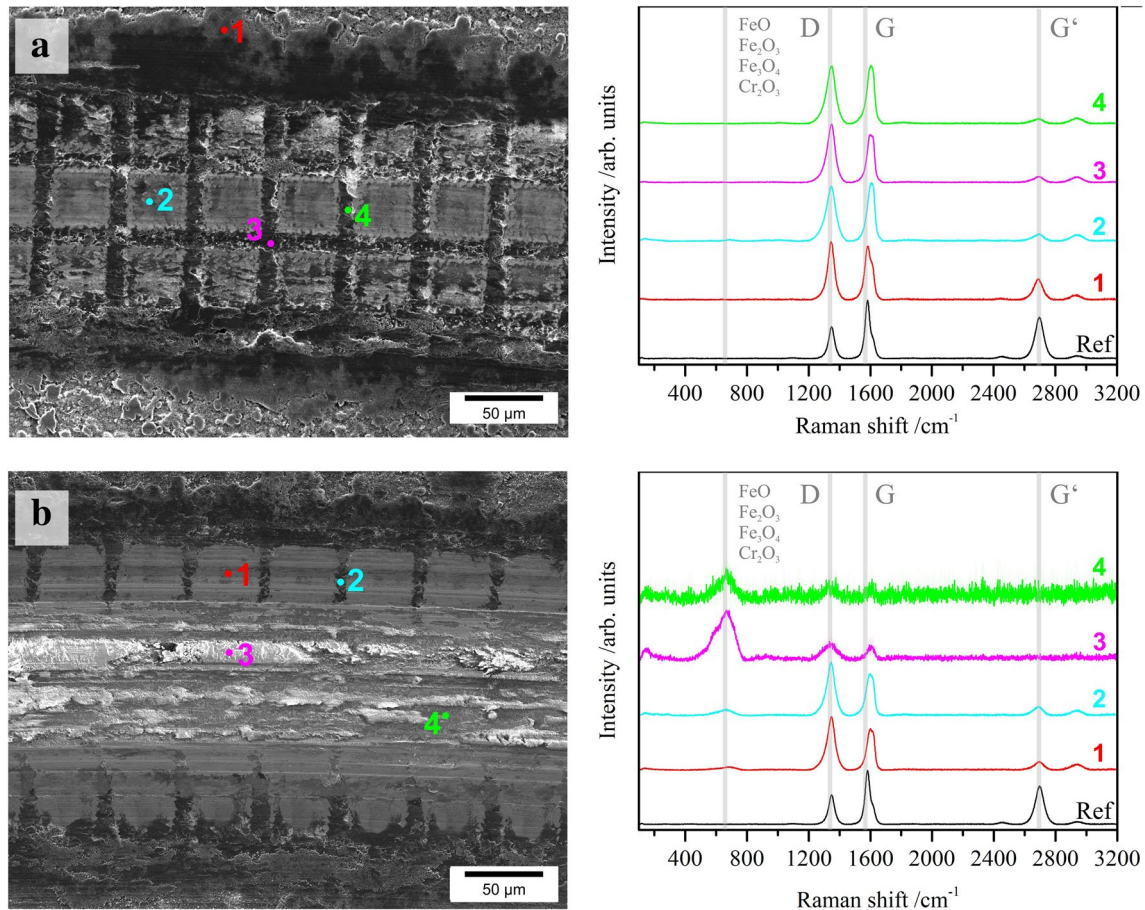 a
1
2
3
4
50 µm
FeO
Fe2O3
Fe3O4
Cr2O3
D
G
G‘
4
3
2
1
Ref
Intensity /arb. units
400 800 1200 1600 2000 2400 2800 3200
Raman shift /cm-1
b
1
2
3
4
50 µm
FeO
Fe2O3
Fe3O4
Cr2O3
D
G
G‘
4
3
2
1
Ref
Intensity /arb. units
400 800 1200 1600 2000 2400 2800 3200
Raman shift /cm-1